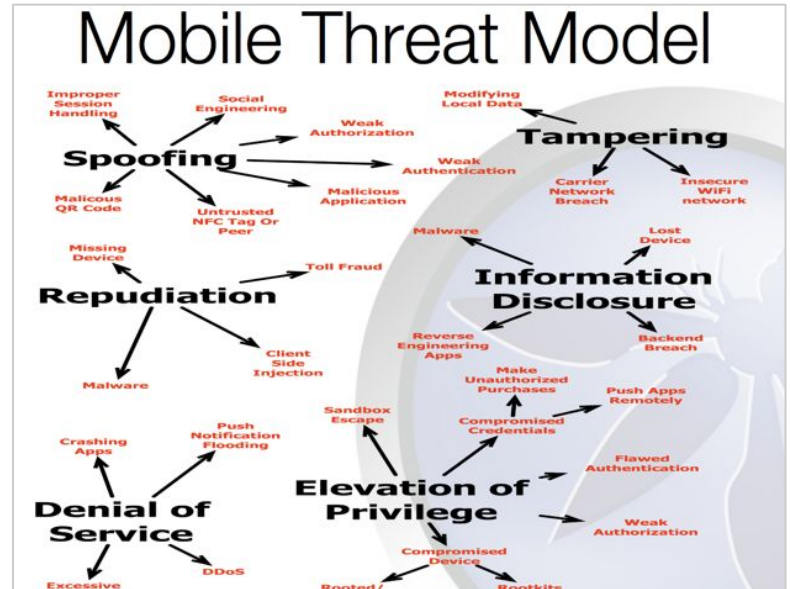 Mobile Threat Model
Improper
Session
Handling
Social
Engineering
Weak
Authorization
Spoofing
Weak
Authentication
Malicous
QR Code
Untrusted
NFC Tag Or
Peer
Malicious
Application
Modifying
Local Data
Tampering
Carrier
Network
Breach
Insecure
WiFi
network
Missing
Device
Toll Fraud
Repudiation
Client
Side
Injection
Malware
Malware
Lost
Device
Information
Disclosure
Reverse
Engineering
Apps
Backend
Breach
Crashing
Apps
Push
Notification
Flooding
Denial of
Service
Excessive
DDoS
Make
Unauthorized
Purchases
Push Apps
Remotely
Sandbox
Escape
Compromised
Credentials
Flawed
Authentication
Elevation of
Privilege
Weak
Authorization
Compromised
Device
Rooted/
Rootkits